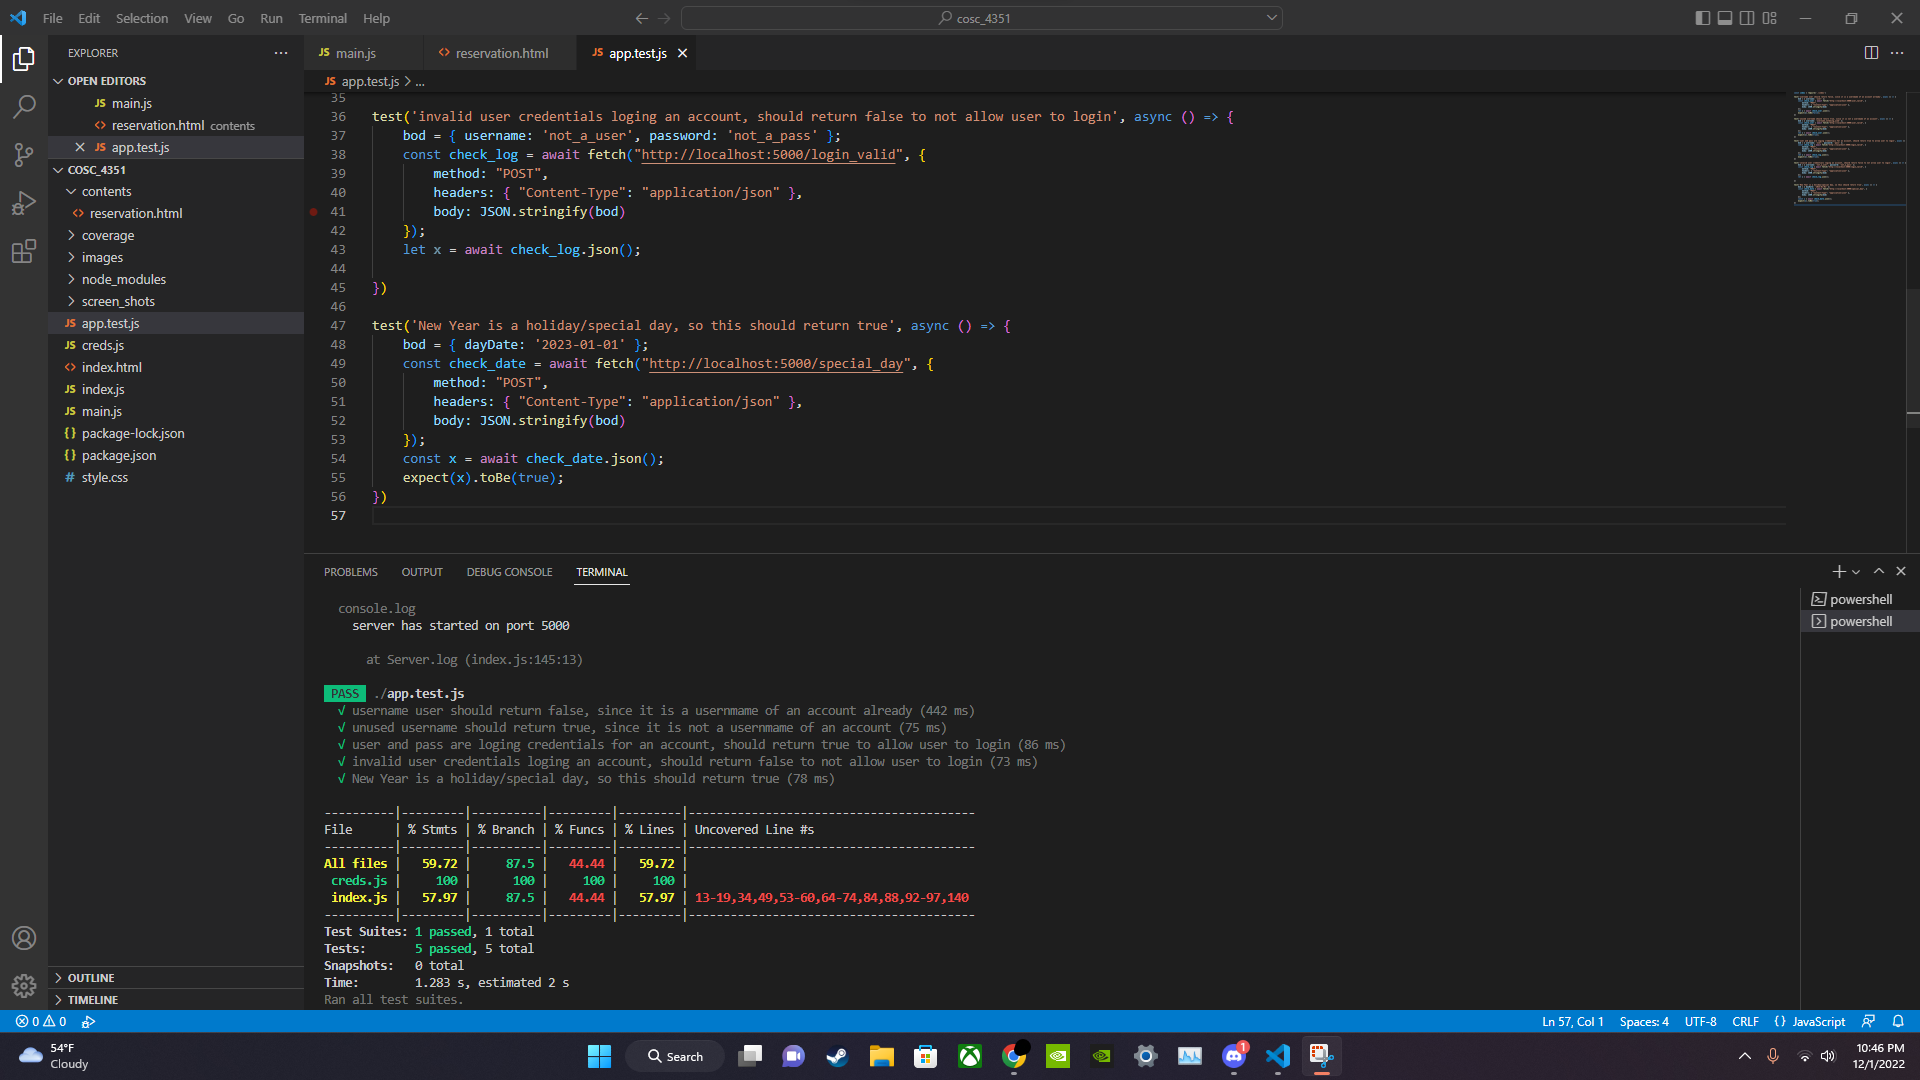 File Edit Selection View Go Run Terminal Help
cosc_4351
EXPLORER
OPEN EDITORS
JS main.js
<> reservation.html contents
JS app.test.js
COSC_4351
contents
<> reservation.html
coverage
images
node_modules
screen_shots
JS app.test.js
JS creds.js
<> index.html
JS index.js
JS main.js
{} package-lock.json
{} package.json
# style.css
OUTLINE
TIMELINE
JS main.js
<> reservation.html
JS app.test.js
JS app.test.js > ...
35
36 test('invalid user credentials loging an account, should return false to not allow user to login', async () => {
37 bod = { username: 'not_a_user', password: 'not_a_pass' };
38 const check_log = await fetch("http://localhost:5000/login_valid", {
39 method: "POST",
40 headers: { "Content-Type": "application/json" },
41 body: JSON.stringify(bod)
42 });
43 let x = await check_log.json();
44
45 })
46
47 test('New Year is a holiday/special day, so this should return true', async () => {
48 bod = { dayDate: '2023-01-01' };
49 const check_date = await fetch("http://localhost:5000/special_day", {
50 method: "POST",
51 headers: { "Content-Type": "application/json" },
52 body: JSON.stringify(bod)
53 });
54 const x = await check_date.json();
55 expect(x).toBe(true);
56 })
57
PROBLEMS OUTPUT DEBUG CONSOLE TERMINAL
powershell
powershell
console.log
server has started on port 5000
at Server.log (index.js:145:13)
PASS ./app.test.js
√ username user should return false, since it is a usernmame of an account already (442 ms)
√ unused username should return true, since it is not a usernmame of an account (75 ms)
√ user and pass are loging credentials for an account, should return true to allow user to login (86 ms)
√ invalid user credentials loging an account, should return false to not allow user to login (73 ms)
√ New Year is a holiday/special day, so this should return true (78 ms)
----------|---------|----------|---------|---------|-----------------------------------------
File | % Stmts | % Branch | % Funcs | % Lines | Uncovered Line #s
----------|---------|----------|---------|---------|-----------------------------------------
All files | 59.72 | 87.5 | 44.44 | 59.72 |
creds.js | 100 | 100 | 100 | 100 |
index.js | 57.97 | 87.5 | 44.44 | 57.97 | 13-19,34,49,53-60,64-74,84,88,92-97,140
----------|---------|----------|---------|---------|-----------------------------------------
Test Suites: 1 passed, 1 total
Tests: 5 passed, 5 total
Snapshots: 0 total
Time: 1.283 s, estimated 2 s
Ran all test suites.
0 0
Ln 57, Col 1 Spaces: 4 UTF-8 CRLF {} JavaScript
54°F
Cloudy
Search
1
10:46 PM
12/1/2022